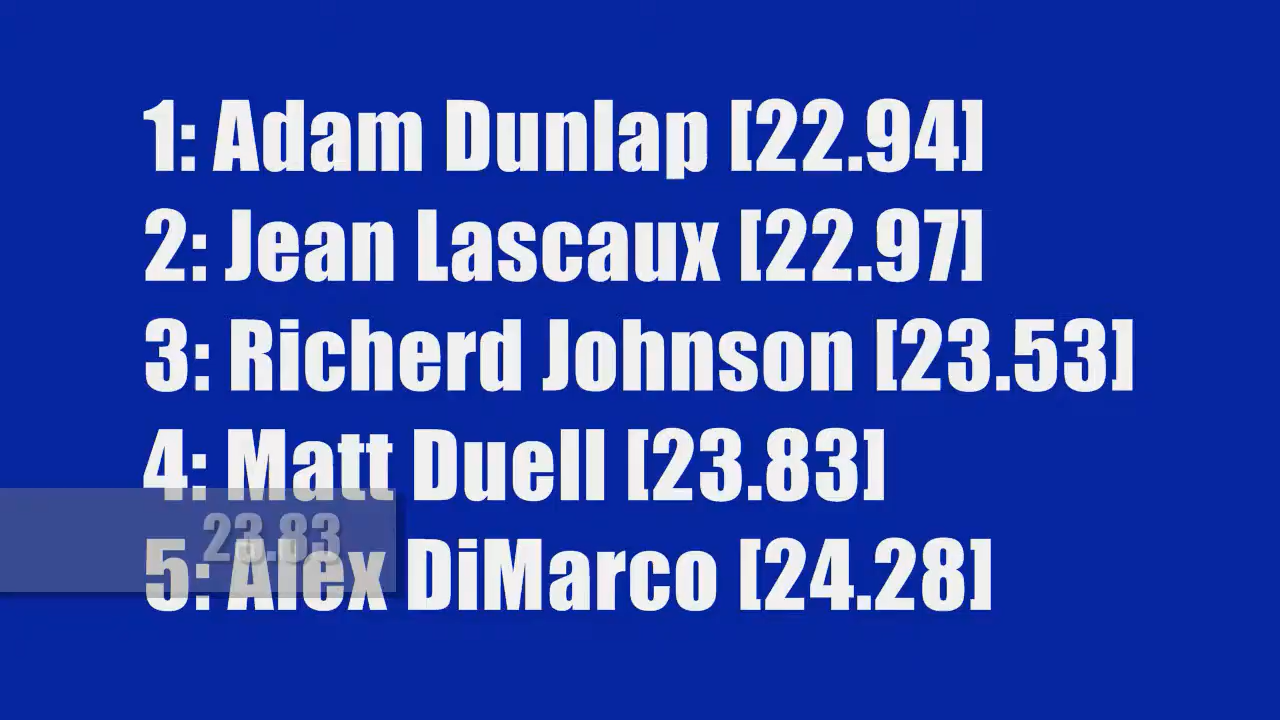 1: Adam Dunlap [22.94]
2: Jean Lascaux [22.97]
3: Richerd Johnson [23.53]
4: Matt Duell [23.83]
23.83
5: Alex DiMarco [24.28]